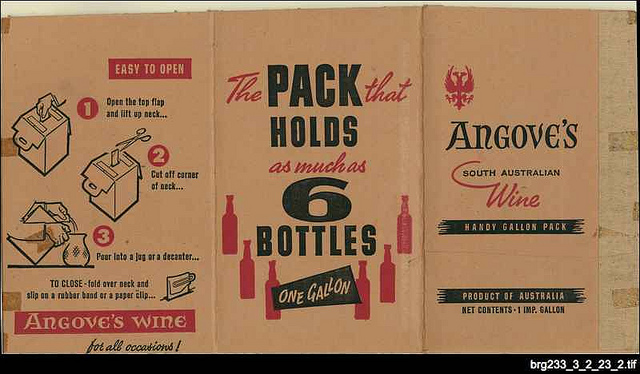 EASY TO OPEN
1 Open the top flap
and lift up neck...
2
Cut off corner
of neck...
3
Pour into a jug or a decanter...
TO CLOSE - fold over neck and
slip on a rubber band or a paper clip...
ANGOVE'S WINE
for all occasions!
The PACK that
HOLDS
as much as
6
BOTTLES
ONE GALLON
ANGOVE'S
SOUTH AUSTRALIAN
Wine
HANDY GALLON PACK
PRODUCT OF AUSTRALIA
NET CONTENTS · 1 IMP. GALLON
brg233_3_2_23_2.tif